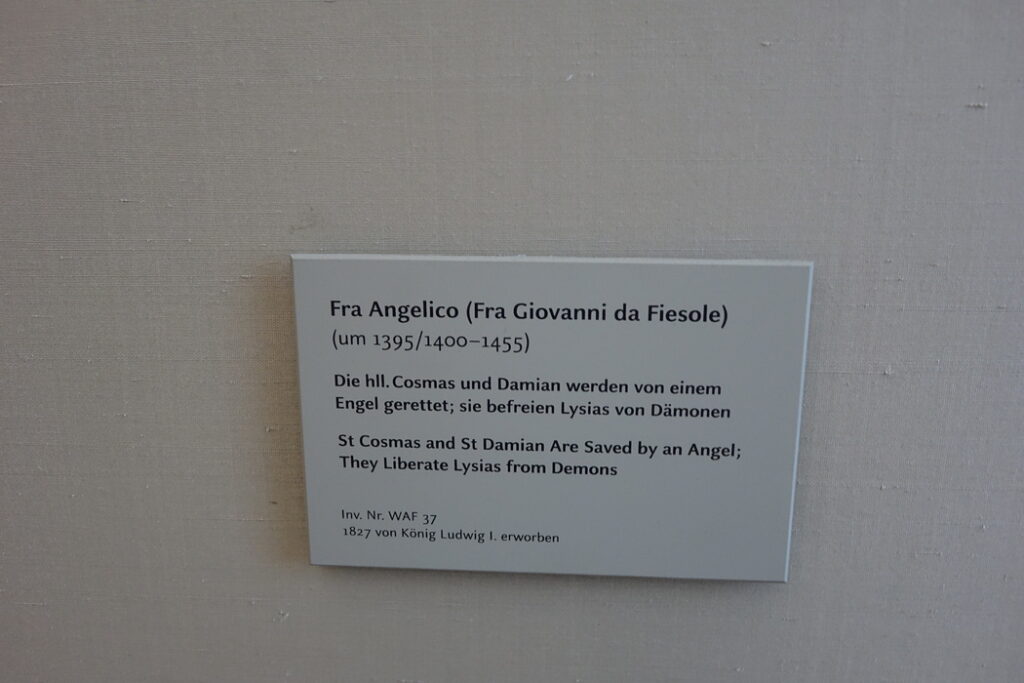 Fra Angelico (Fra Giovanni da Fiesole)
(um 1395/1400–1455)
Die hll. Cosmas und Damian werden von einem
Engel gerettet; sie befreien Lysias von Dämonen
St Cosmas and St Damian Are Saved by an Angel;
They Liberate Lysias from Demons
Inv. Nr. WAF 37
1827 von König Ludwig I. erworben